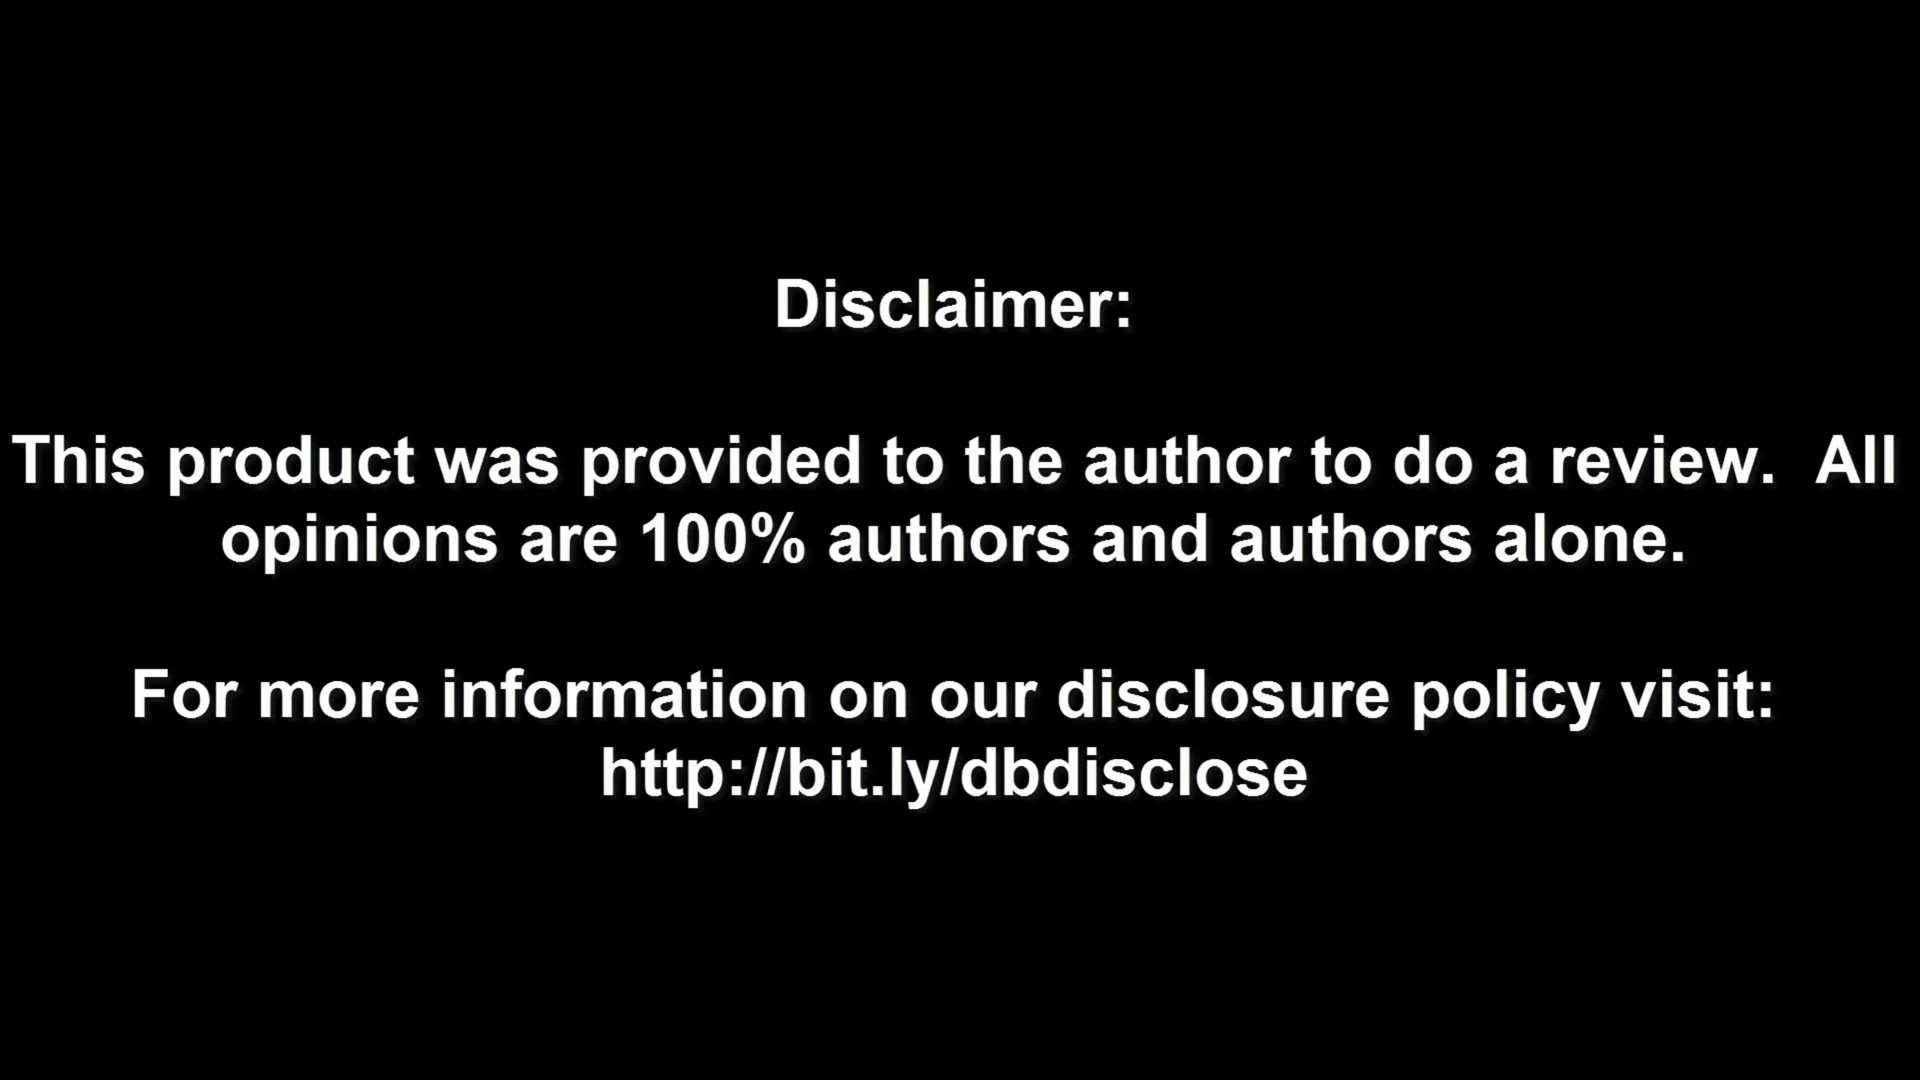 Disclaimer:
This product was provided to the author to do a review.  All
opinions are 100% authors and authors alone.
For more information on our disclosure policy visit:
http://bit.ly/dbdisclose